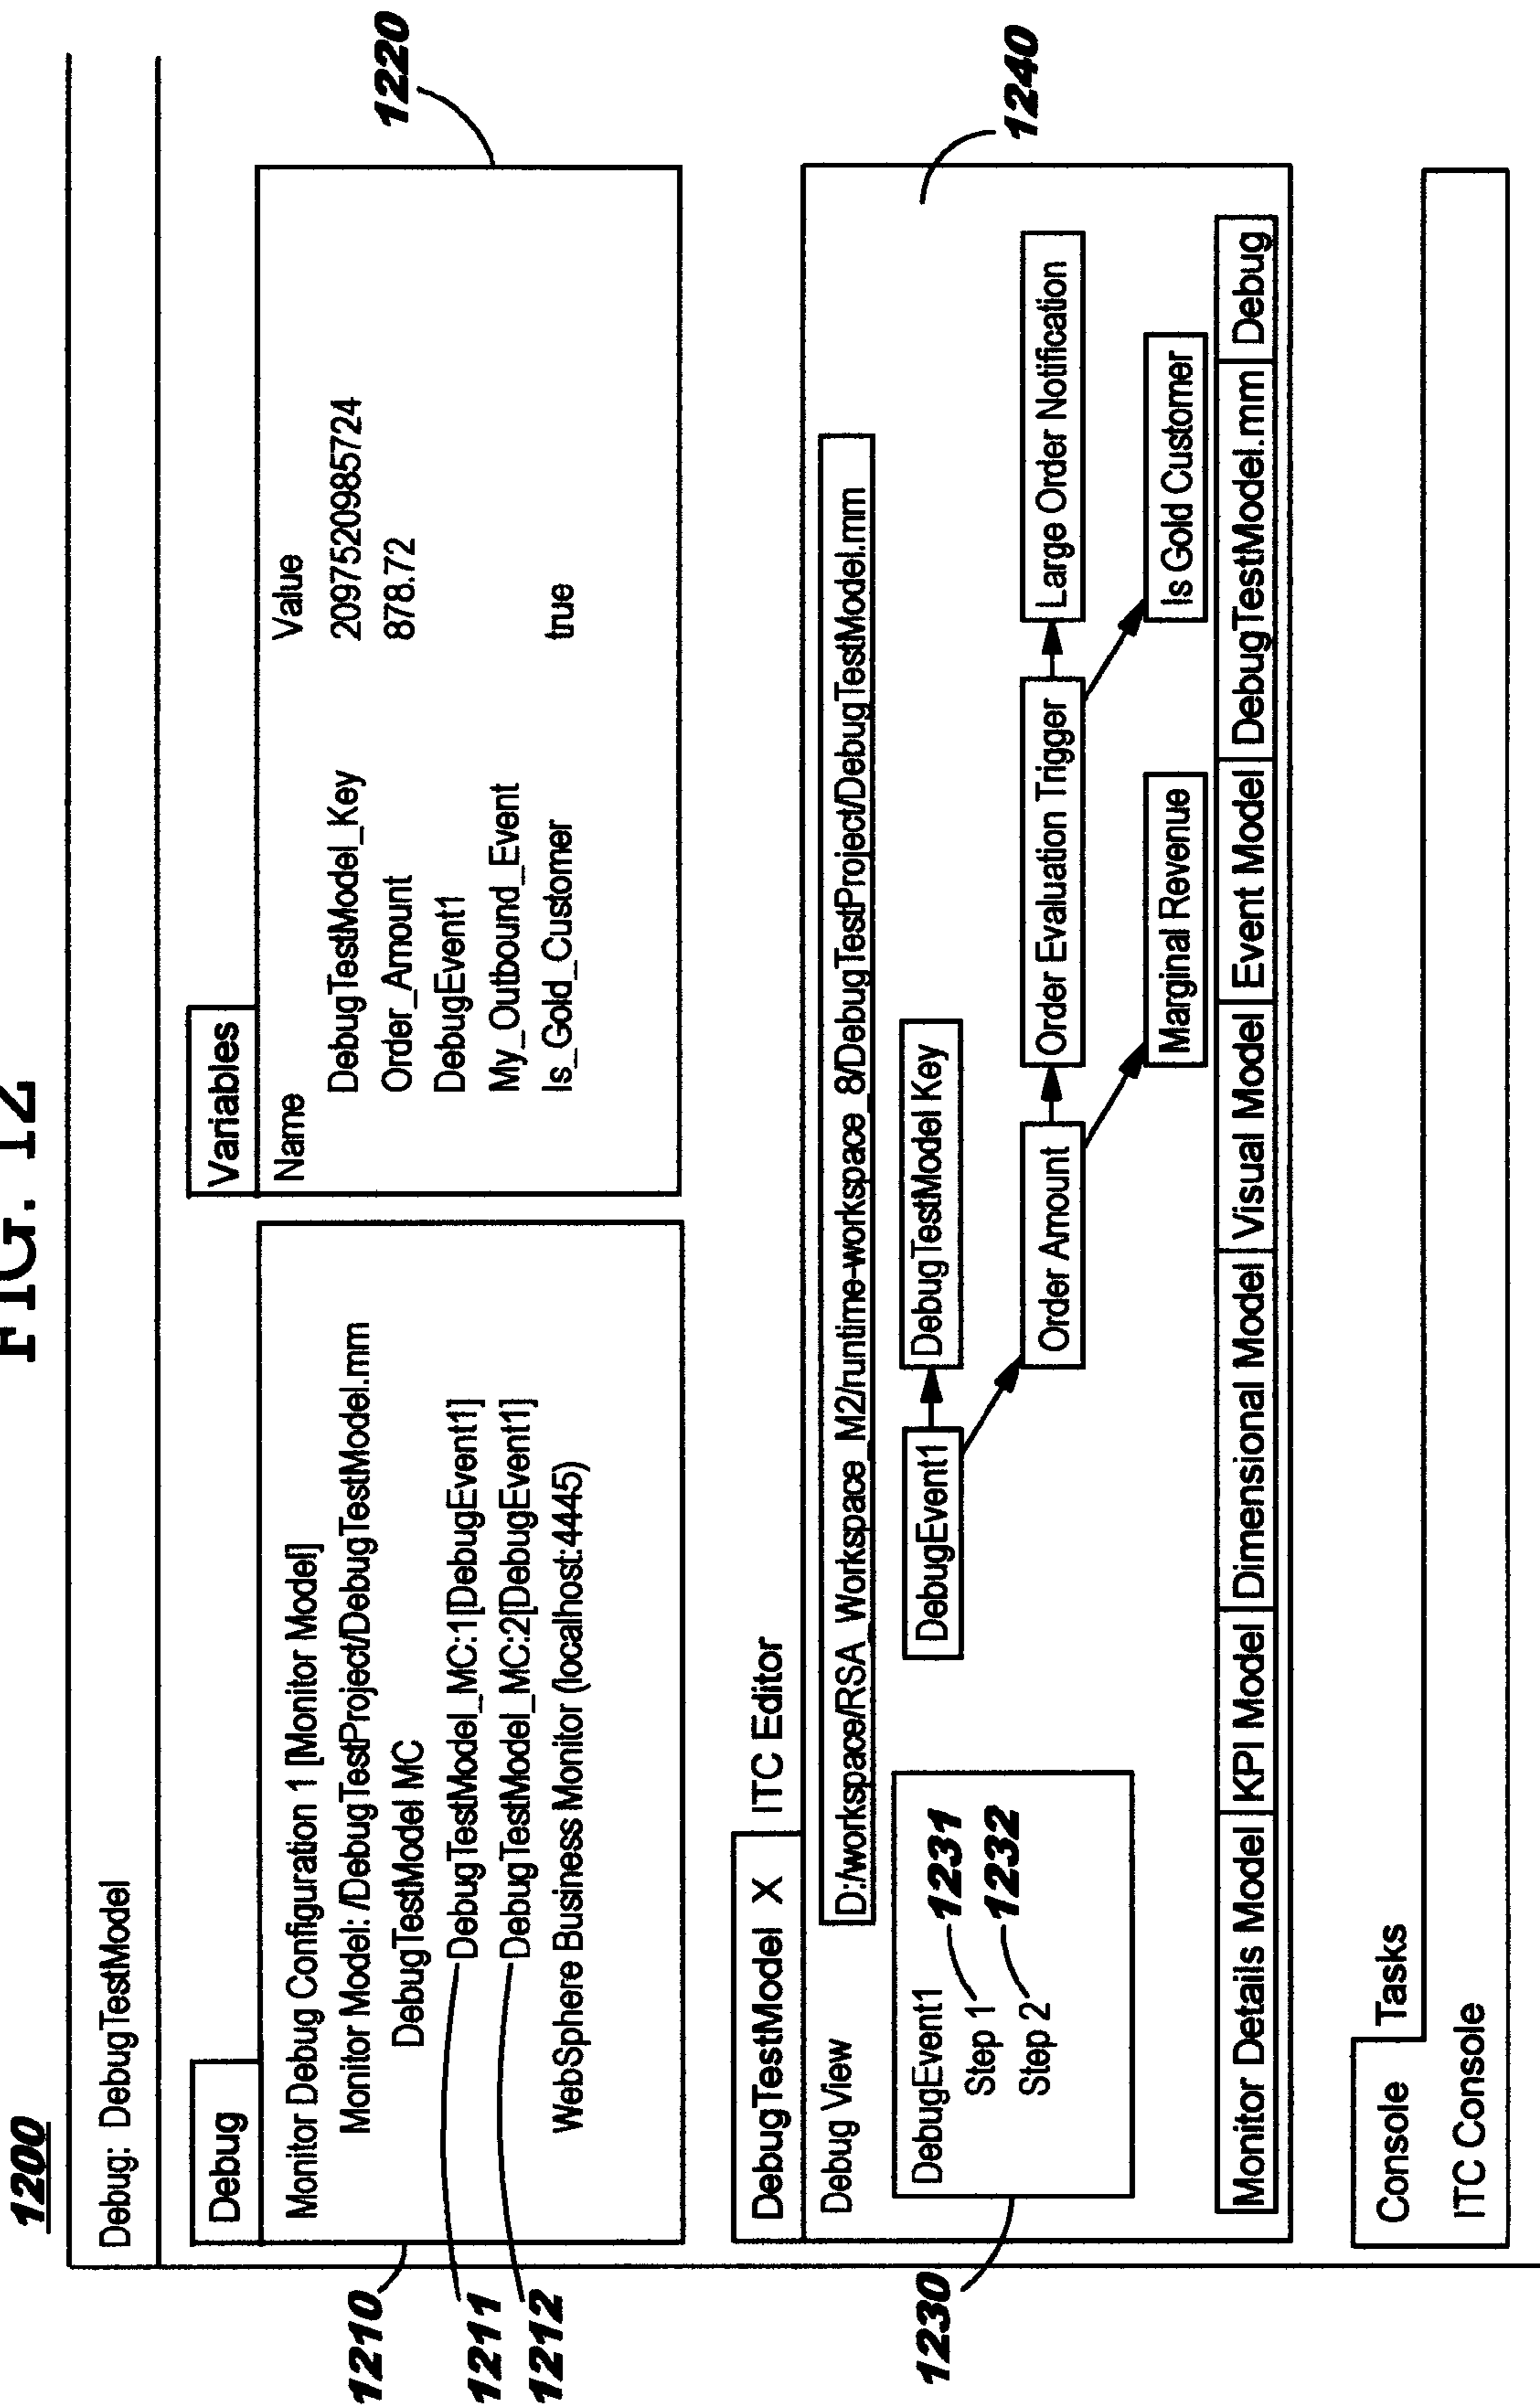 FIG. 12
1200
Debug: DebugTestModel
Debug
Monitor Debug Configuration 1 [Monitor Model]
Monitor Model: /DebugTestProject/DebugTestModel.mm
DebugTestModel MC
DebugTestModel_MC:1[DebugEvent1]
DebugTestModel_MC:2[DebugEvent1]
WebSphere Business Monitor (localhost:4445)
1210
1211
1212
Variables
Name Value
DebugTestModel_Key 2097520985724
Order_Amount 878.72
DebugEvent1
My_Outbound_Event
Is_Gold_Customer true
1220
DebugTestModel X ITC Editor
Debug View
D:/workspace/RSA_Workspace_M2/runtime-workspace_8/DebugTestProject/DebugTestModel.mm
DebugEvent1
Step 1
Step 2
1231
1232
1230
DebugEvent1
DebugTestModel Key
Order Amount
Order Evaluation Trigger
Large Order Notification
Marginal Revenue
Is Gold Customer
1240
Monitor Details Model KPI Model Dimensional Model Visual Model Event Model DebugTestModel.mm Debug
Console Tasks
ITC Console